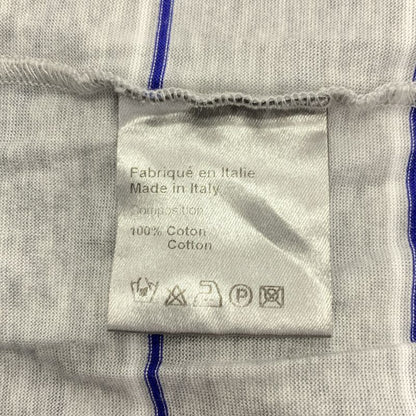 Fabriqué en Italie
Made in Italy
Composition
100% Coton
Cotton
P